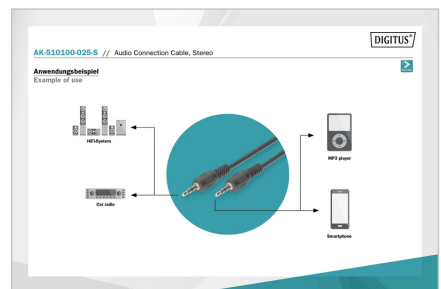 DIGITUS®
AK-510100-025-S // Audio Connection Cable, Stereo
Anwendungsbeispiel
Example of use
HiFi-System
MP3 player
Car radio
Smartphone